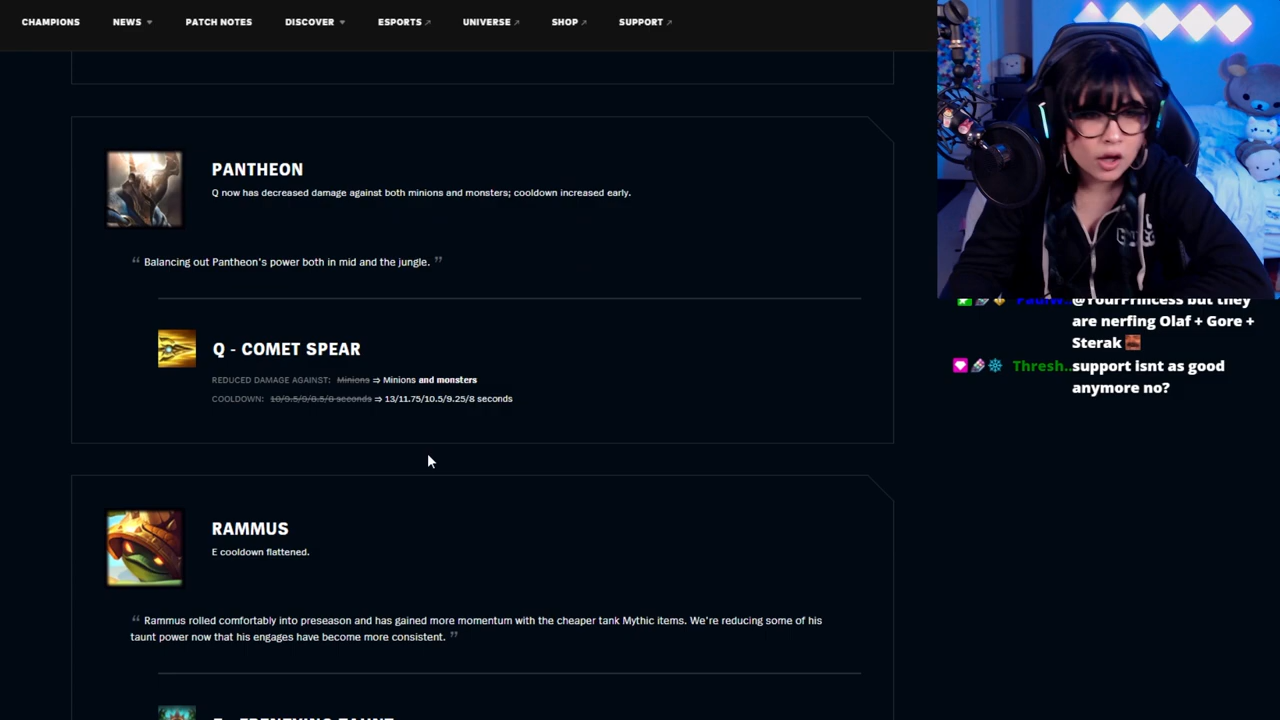 CHAMPIONS NEWS PATCH NOTES DISCOVER ESPORTS UNIVERSE SHOP SUPPORT
PANTHEON
Q now has decreased damage against both minions and monsters; cooldown increased early.
“ Balancing out Pantheon's power both in mid and the jungle. ”
Q - COMET SPEAR
REDUCED DAMAGE AGAINST: Minions ⇒ Minions and monsters
COOLDOWN: 10/9.5/9/8.5/8 seconds ⇒ 13/11.75/10.5/9.25/8 seconds
RAMMUS
E cooldown flattened.
“ Rammus rolled comfortably into preseason and has gained more momentum with the cheaper tank Mythic items. We're reducing some of his
taunt power now that his engages have become more consistent. ”
E - FRENZYING TAUNT
@YourPrincess but they
are nerfing Olaf + Gore +
Sterak
Thresh.. support isnt as good
anymore no?